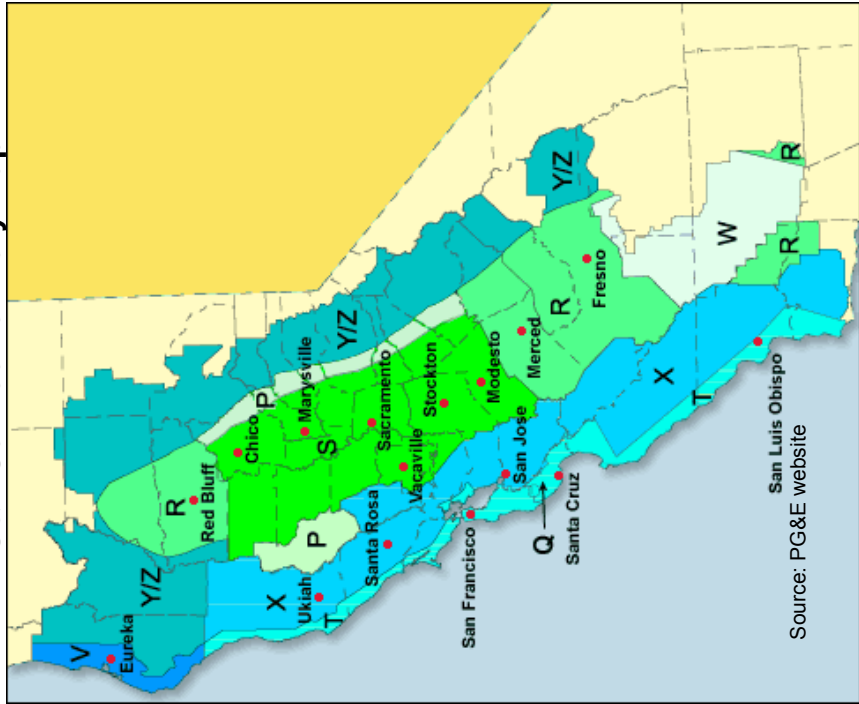 V
Eureka
Y/Z
R
Red Bluff
X
Ukiah
T
P
Santa Rosa
P
Chico
Marysville
S
Sacramento
Vacaville
Y/Z
Stockton
Modesto
San Francisco
San Jose
Q
Santa Cruz
Merced
R
Fresno
Y/Z
X
T
W
R
R
San Luis Obispo
Source: PG&E website